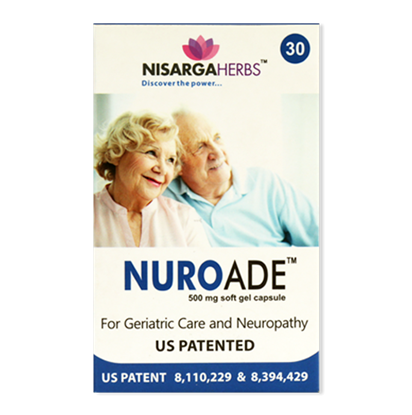 30
NISARGAHERBS™
Discover the power...
NUROADE™
500 mg soft gel capsule
For Geriatric Care and Neuropathy
US PATENTED
US PATENT 8,110,229 & 8,394,429